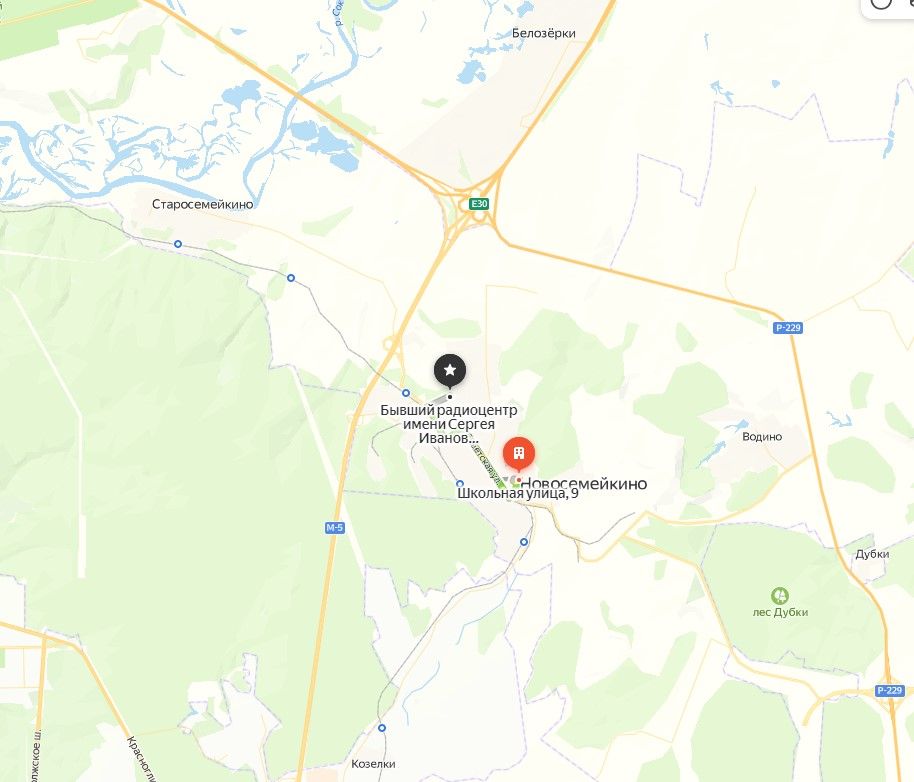 Белозёрки
р. Сок
Старосемейкино
E30
Р-229
Бывший радиоцентр
имени Сергея
Иванов...
Водино
Новосемейкино
Школьная улица, 9
М-5
Дубки
лес Дубки
Р-229
Козелки